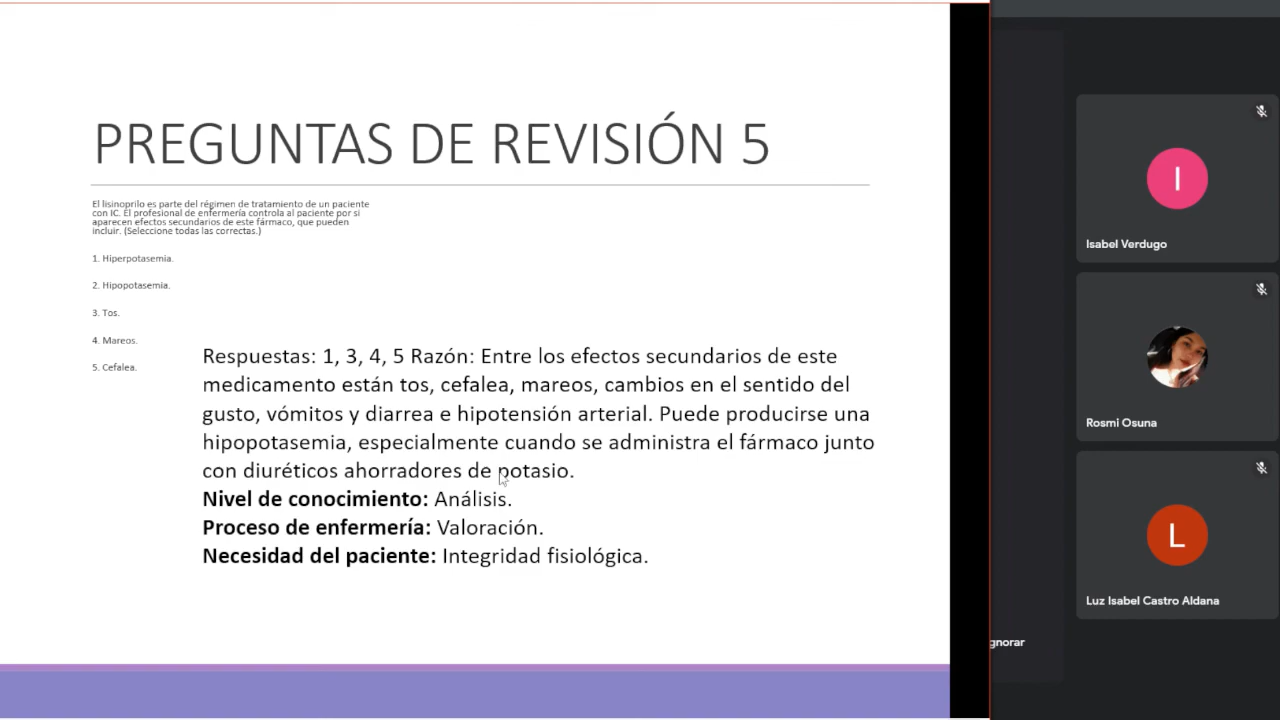 PREGUNTAS DE REVISIÓN 5
El lisinoprilo es parte del régimen de tratamiento de un paciente
con IC. El profesional de enfermería controla al paciente por si
aparecen efectos secundarios de este fármaco, que pueden
incluir. (Seleccione todas las correctas.)
1. Hiperpotasemia.
2. Hipopotasemia.
3. Tos.
4. Mareos.
5. Cefalea.
Respuestas: 1, 3, 4, 5 Razón: Entre los efectos secundarios de este
medicamento están tos, cefalea, mareos, cambios en el sentido del
gusto, vómitos y diarrea e hipotensión arterial. Puede producirse una
hipopotasemia, especialmente cuando se administra el fármaco junto
con diuréticos ahorradores de potasio.
Nivel de conocimiento: Análisis.
Proceso de enfermería: Valoración.
Necesidad del paciente: Integridad fisiológica.
I
Isabel Verdugo
Rosmi Osuna
L
Luz Isabel Castro Aldana
gnorar